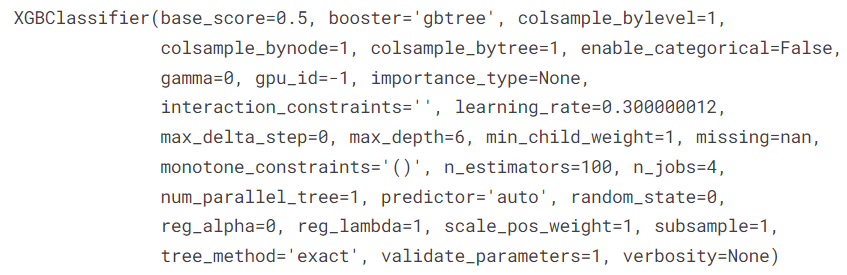 XGBClassifier(base_score=0.5, booster='gbtree', colsample_bylevel=1,
colsample_bynode=1, colsample_bytree=1, enable_categorical=False,
gamma=0, gpu_id=-1, importance_type=None,
interaction_constraints='', learning_rate=0.300000012,
max_delta_step=0, max_depth=6, min_child_weight=1, missing=nan,
monotone_constraints='()', n_estimators=100, n_jobs=4,
num_parallel_tree=1, predictor='auto', random_state=0,
reg_alpha=0, reg_lambda=1, scale_pos_weight=1, subsample=1,
tree_method='exact', validate_parameters=1, verbosity=None)